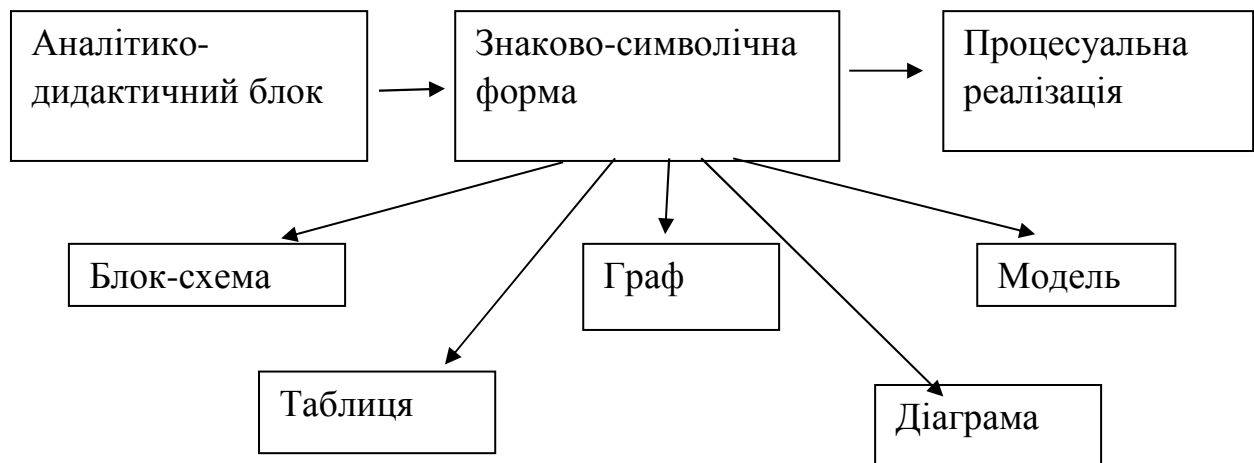 Аналітико-
дидактичний блок
Знаково-символічна
форма
Процесуальна
реалізація
Блок-схема
Граф
Модель
Таблиця
Діаграма